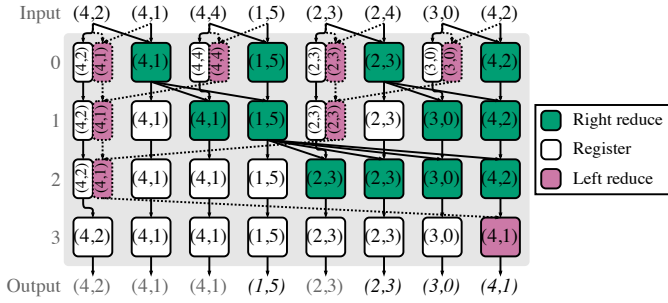 Input (4,2) (4,1) (4,4) (1,5) (2,3) (2,4) (3,0) (4,2)
0 (4,2) (4,1) (4,1) (4,4) (4,4) (1,5) (2,3) (2,3) (2,3) (3,0) (3,0) (4,2)
1 (4,2) (4,1) (4,1) (4,1) (1,5) (2,3) (2,3) (2,3) (3,0) (4,2)
2 (4,2) (4,1) (4,1) (4,1) (1,5) (2,3) (2,3) (3,0) (4,2)
3 (4,2) (4,1) (4,1) (1,5) (2,3) (2,3) (3,0) (4,1)
Output (4,2) (4,1) (4,1) (1,5) (2,3) (2,3) (3,0) (4,1)
Right reduce
Register
Left reduce